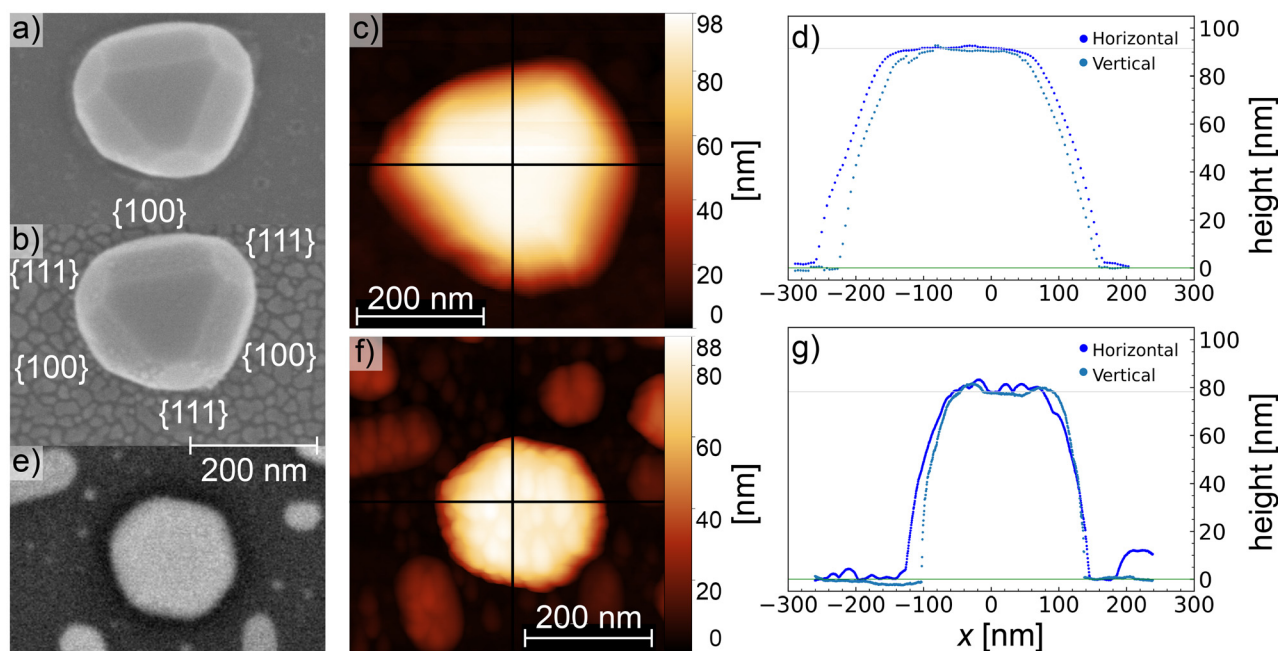 a)
{100}
b)
{111}
{111}
{100}
{100}
{111}
200 nm
e)
c)
200 nm
98
80
60
40
20
0
[nm]
f)
200 nm
88
80
60
40
20
0
[nm]
d)
Horizontal
Vertical
100
80
60
40
20
0
height [nm]
−300 −200 −100 0 100 200 300
g)
Horizontal
Vertical
100
80
60
40
20
0
height [nm]
−300 −200 −100 0 100 200 300
x [nm]